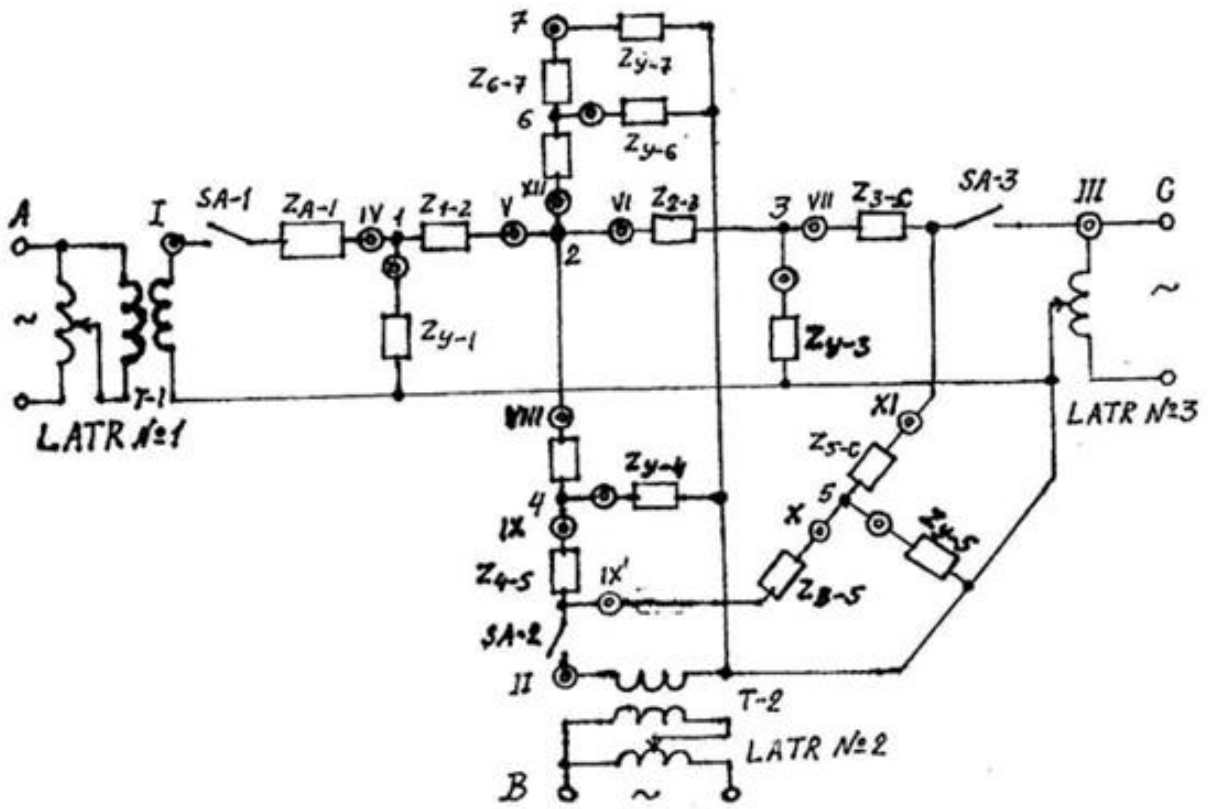 7
Zy-7
Z6-7
6
Zy-6
XII
A
I
SA-1
ZA-1
IV
1
Z1-2
V
2
VI
Z2-3
3
VII
Z3-C
SA-3
III
C
~
~
Zy-1
Zy-3
T-1
LATR №1
LATR №3
VIII
XI
Z5-C
Zy-4
4
5
IX
X
Zy-5
Z4-5
IX'
ZB-5
SA-2
II
T-2
LATR №2
B
~